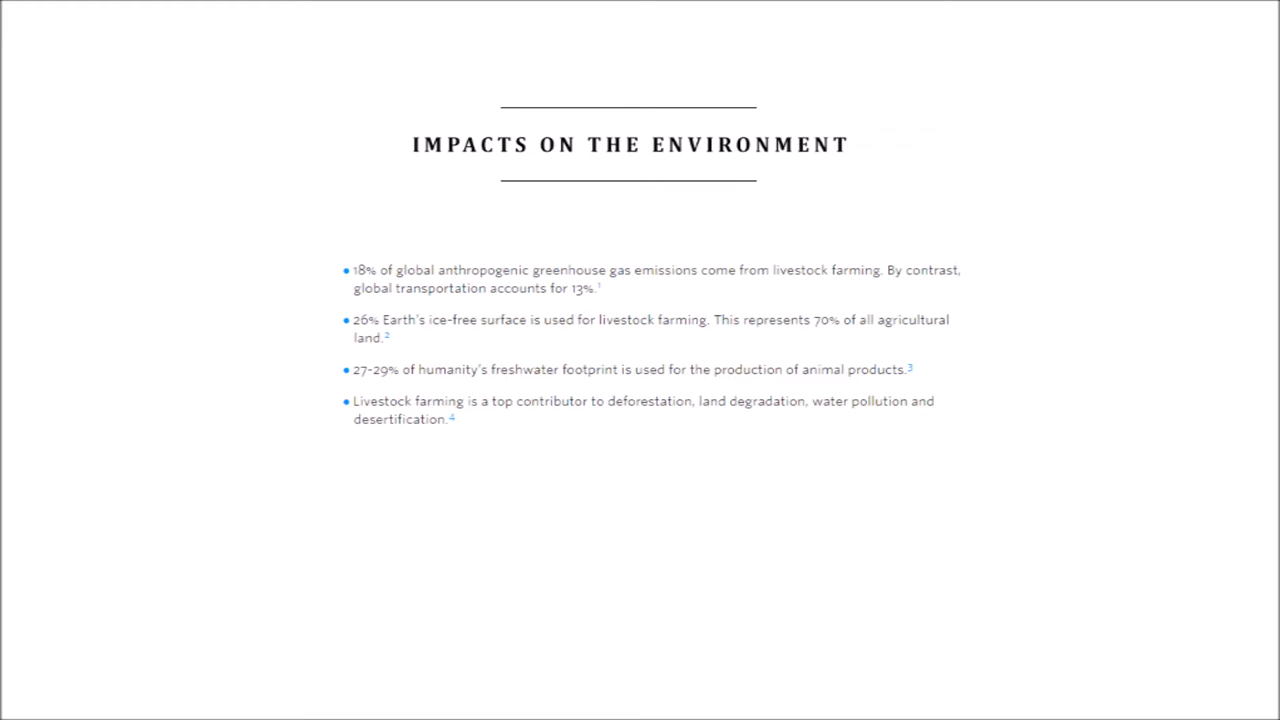 IMPACTS ON THE ENVIRONMENT
• 18% of global anthropogenic greenhouse gas emissions come from livestock farming. By contrast,
global transportation accounts for 13%.¹
• 26% Earth's ice-free surface is used for livestock farming. This represents 70% of all agricultural
land.²
• 27-29% of humanity's freshwater footprint is used for the production of animal products.³
• Livestock farming is a top contributor to deforestation, land degradation, water pollution and
desertification.⁴